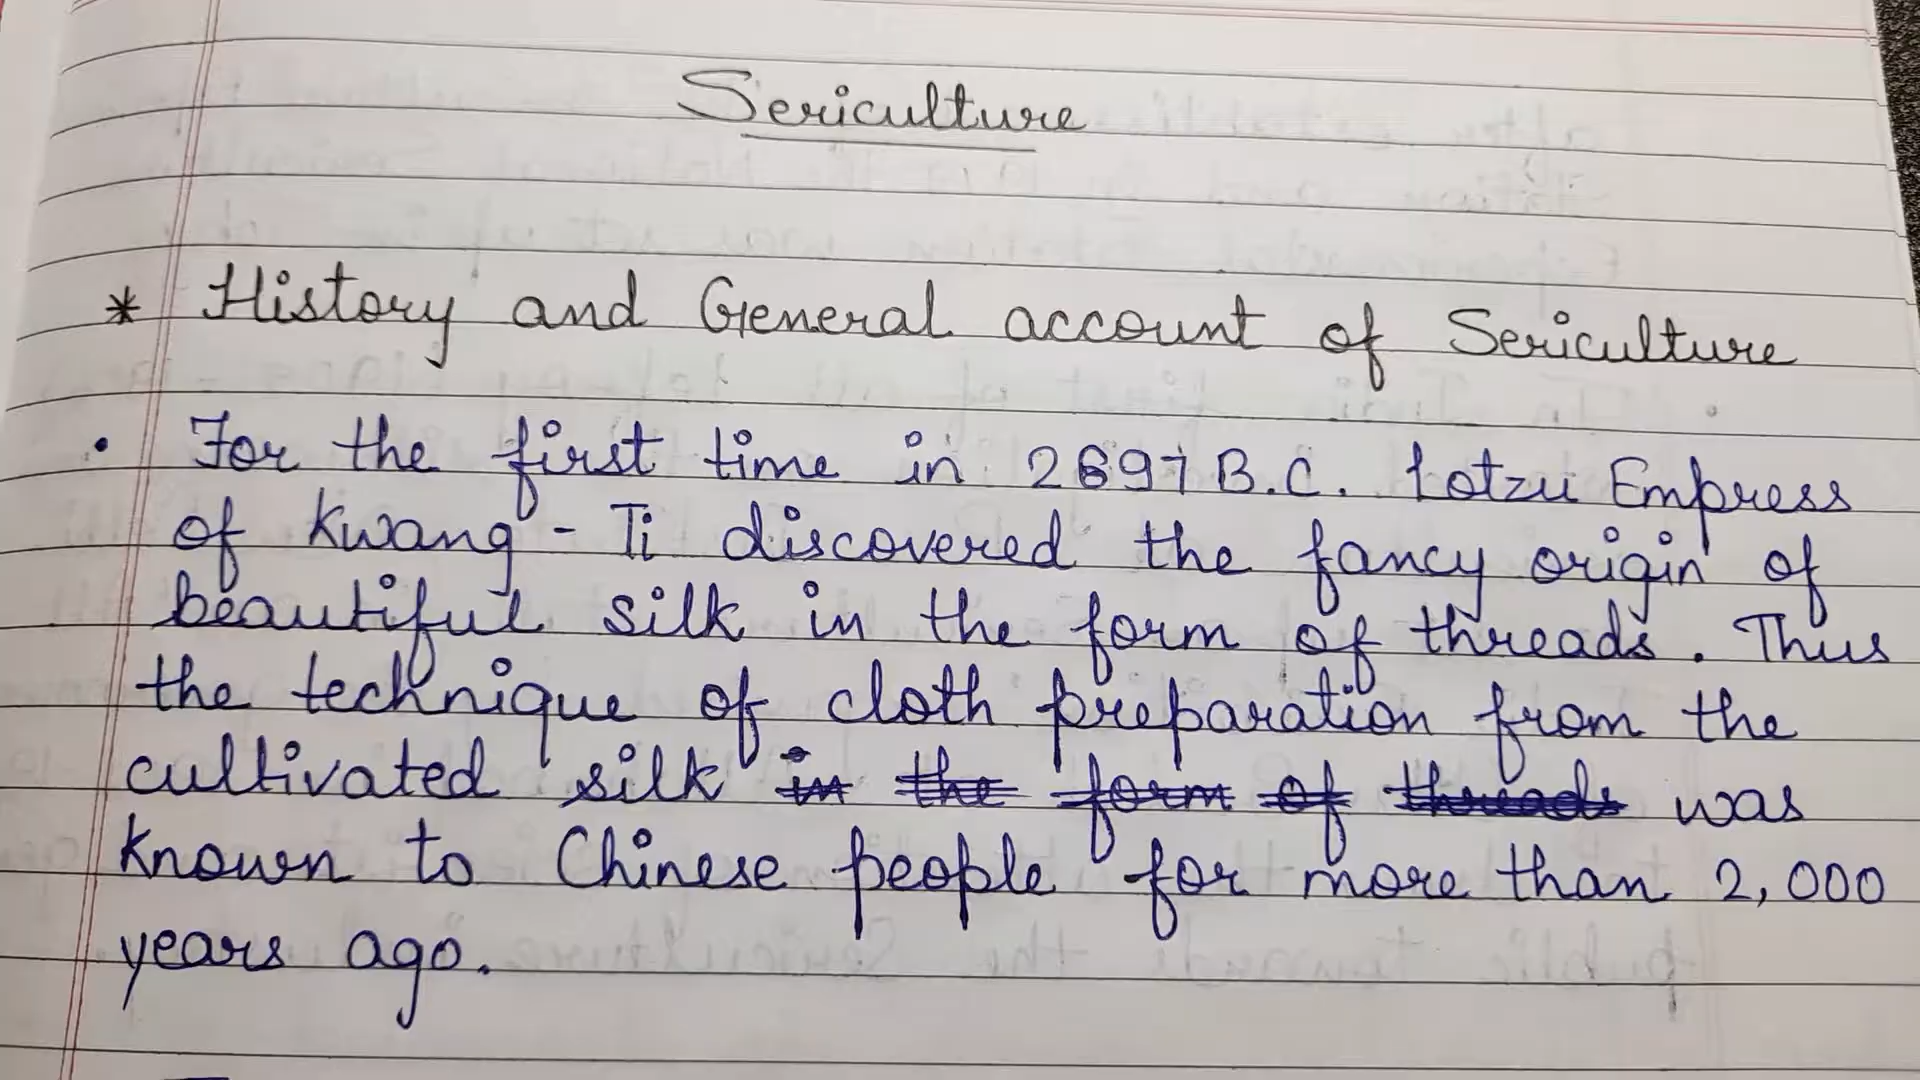 Sericulture
* History and General account of Sericulture
• For the first time in 2697 B.C. Lotzu Empress
of Kwang - Ti discovered the fancy origin of
beautiful silk in the form of threads. Thus
the technique of cloth preparation from the
cultivated silk in the form of threads was
known to Chinese people for more than 2,000
years ago.